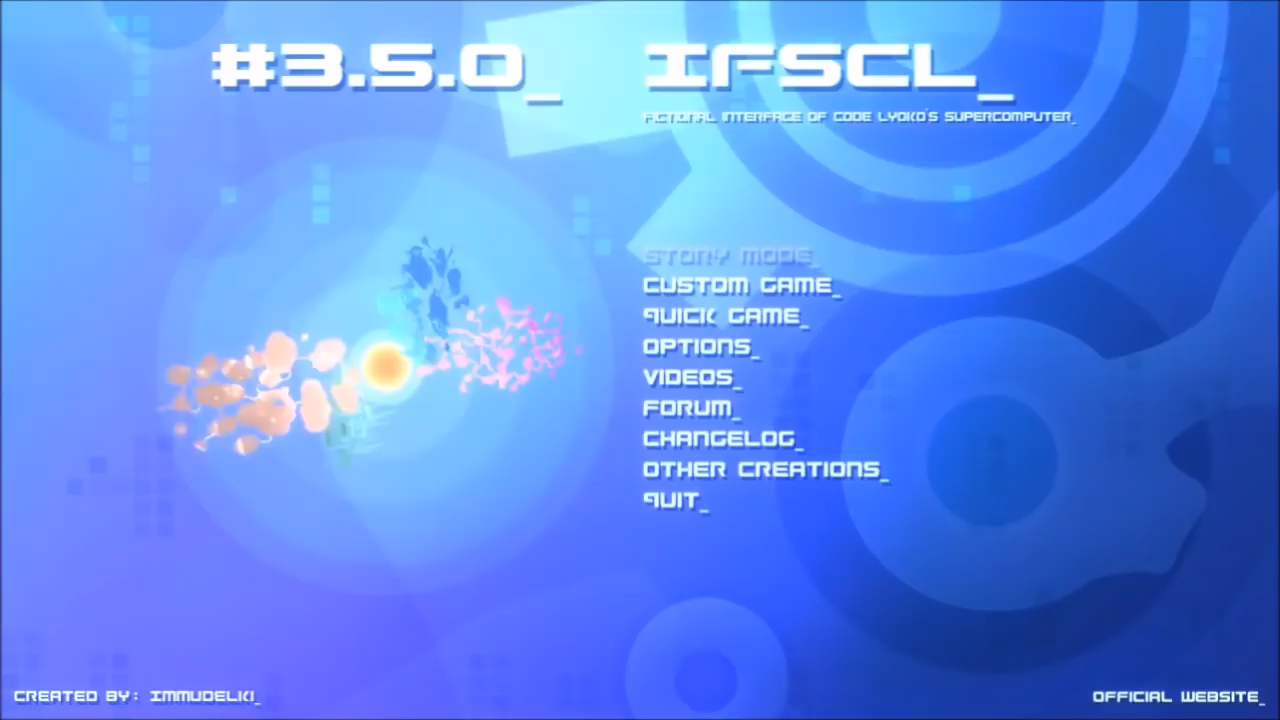 #3.5.0_ IFSCL_
FICTIONAL INTERFACE OF CODE LYOKO'S SUPERCOMPUTER_
STORY MODE_
CUSTOM GAME_
QUICK GAME_
OPTIONS_
VIDEOS_
FORUM_
CHANGELOG_
OTHER CREATIONS_
QUIT_
CREATED BY: IMMUDELKI_
OFFICIAL WEBSITE_